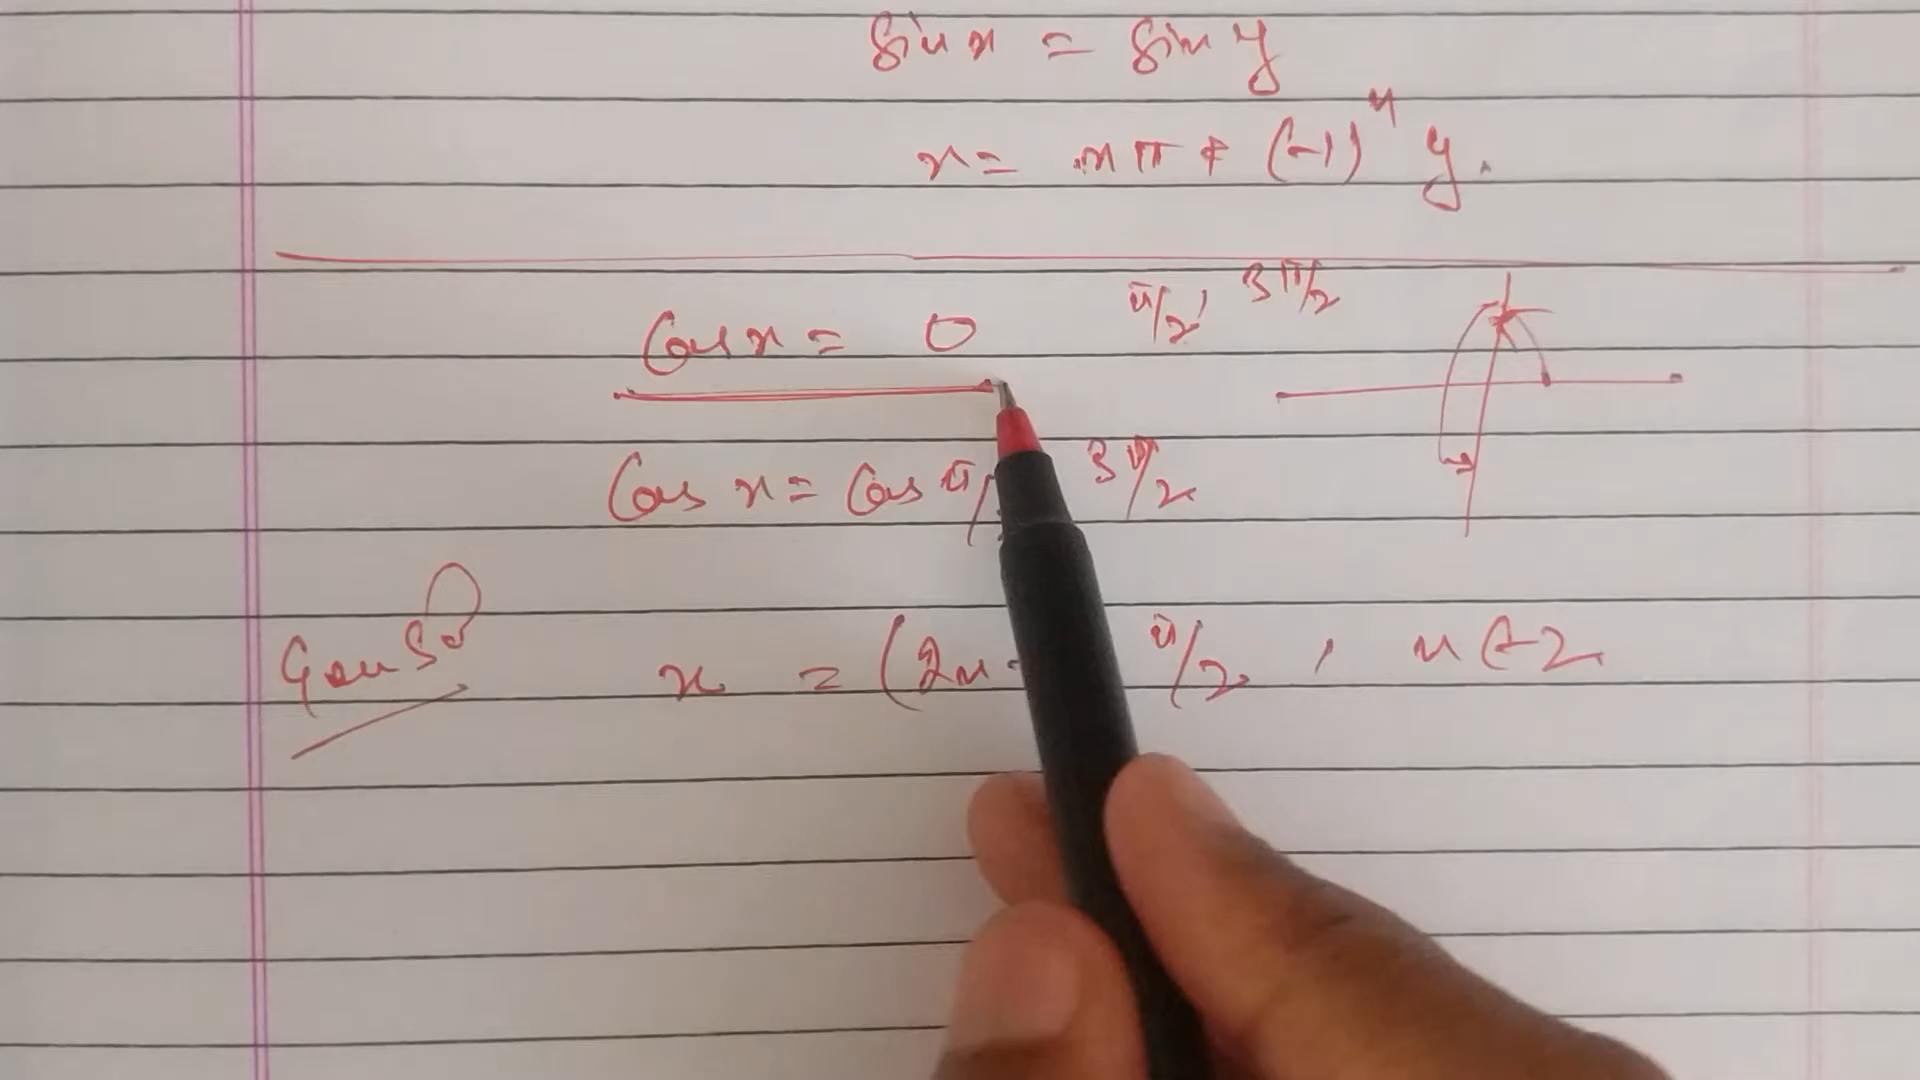 sin x = sin y
x = nπ + (-1)^n y.
Cos x = 0 π/2, 3π/2
Cos x = Cos π/ 3π/2
Gen Sol x = (2n π/2, n ∈ Z